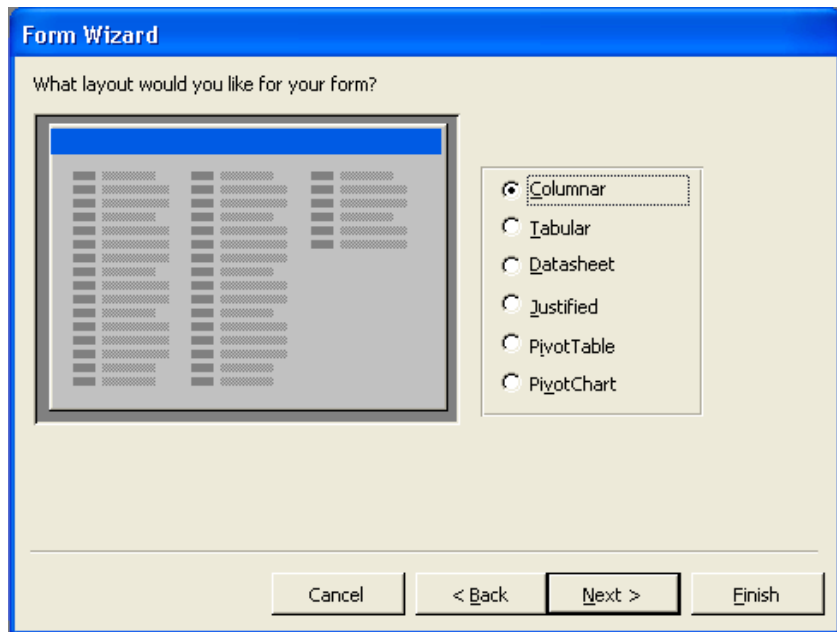 Form Wizard
What layout would you like for your form?
Columnar
Tabular
Datasheet
Justified
PivotTable
PivotChart
Cancel
< Back
Next >
Finish